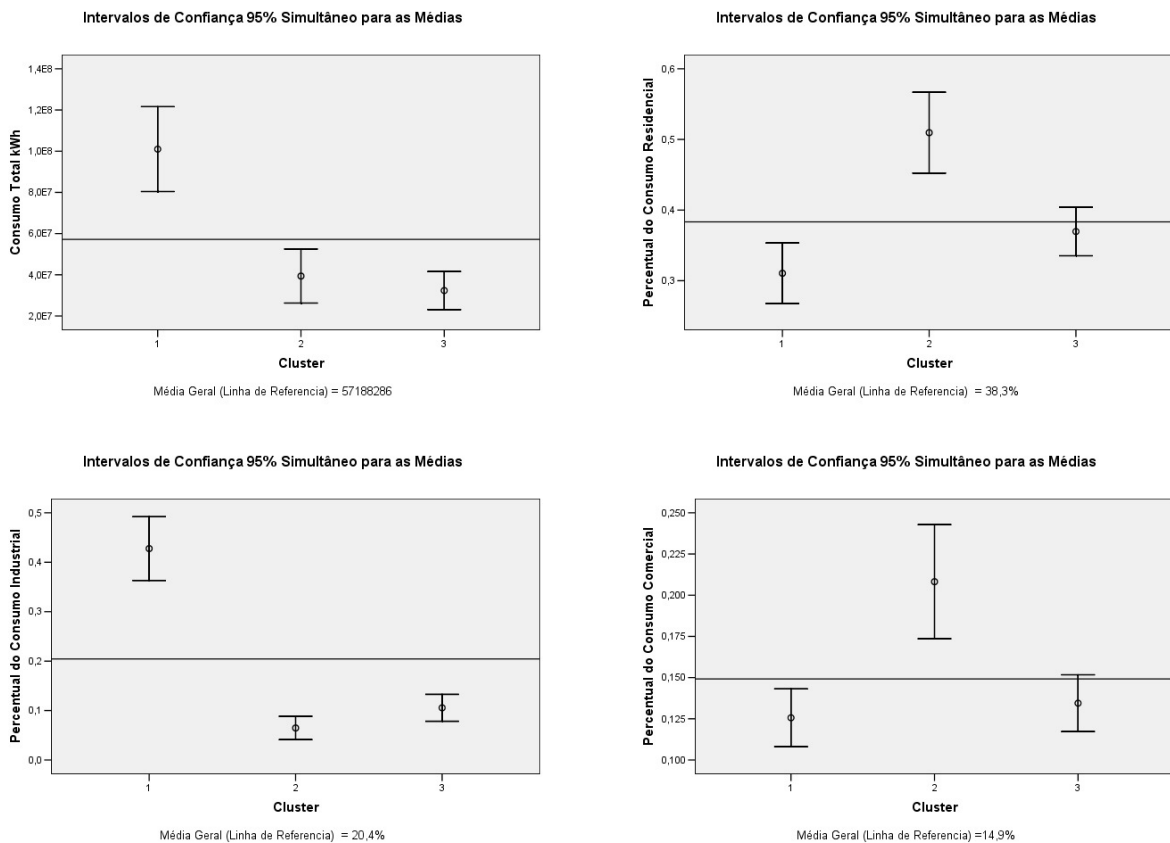 Intervalos de Confiança 95% Simultâneo para as Médias
Consumo Total kWh
1,4E8
1,2E8
1,0E8
8,0E7
6,0E7
4,0E7
2,0E7
1 2 3
Cluster
Média Geral (Linha de Referencia) = 57188286
Intervalos de Confiança 95% Simultâneo para as Médias
Percentual do Consumo Residencial
0,6
0,5
0,4
0,3
1 2 3
Cluster
Média Geral (Linha de Referencia) = 38,3%
Intervalos de Confiança 95% Simultâneo para as Médias
Percentual do Consumo Industrial
0,5
0,4
0,3
0,2
0,1
0,0
1 2 3
Cluster
Média Geral (Linha de Referencia) = 20,4%
Intervalos de Confiança 95% Simultâneo para as Médias
Percentual do Consumo Comercial
0,250
0,225
0,200
0,175
0,150
0,125
0,100
1 2 3
Cluster
Média Geral (Linha de Referencia) =14,9%